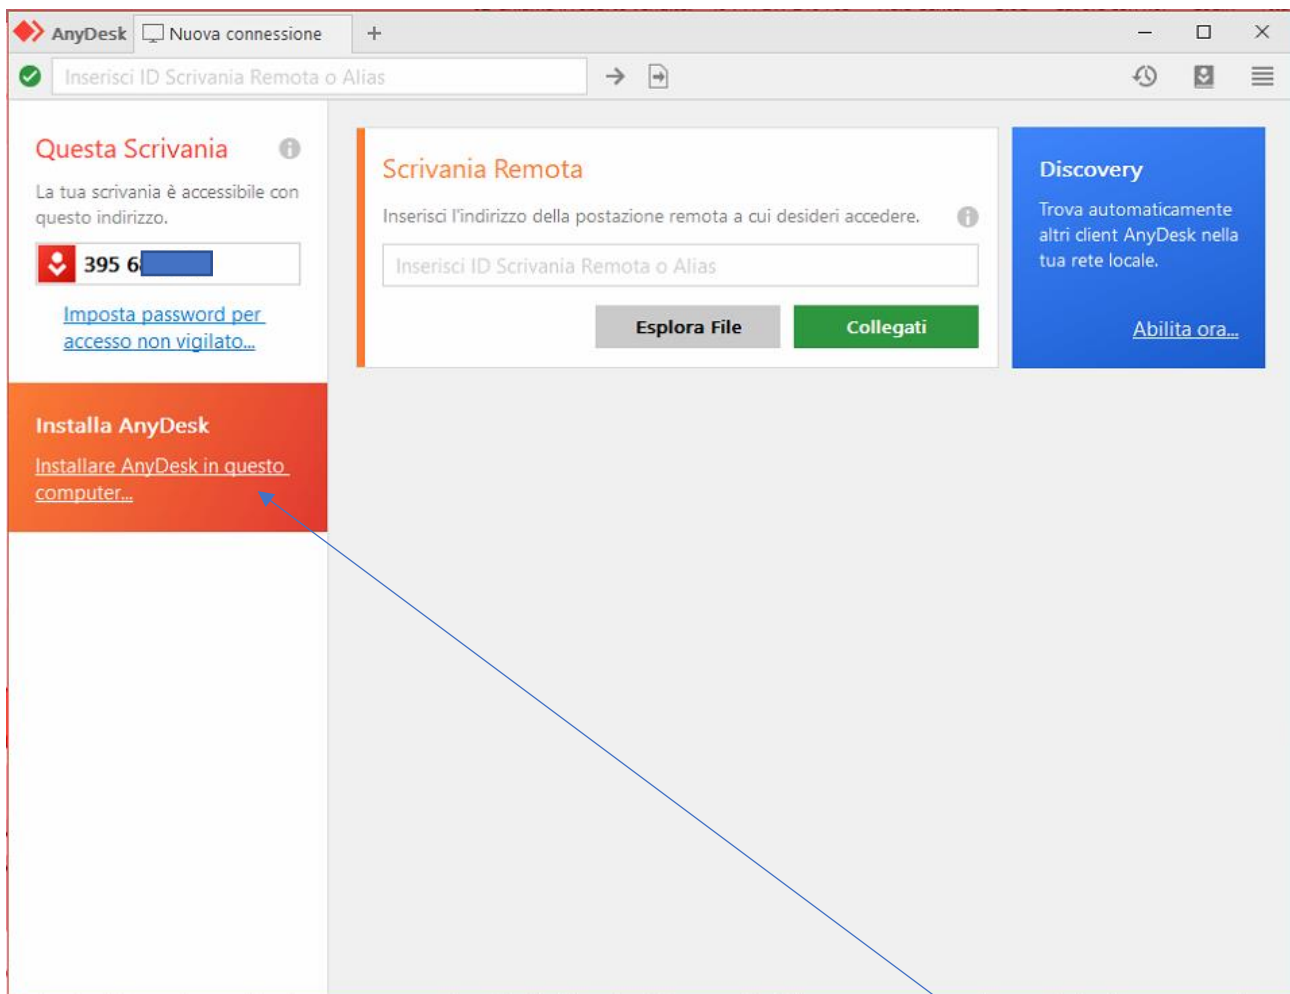 AnyDesk
Nuova connessione
Inserisci ID Scrivania Remota o Alias
Questa Scrivania
La tua scrivania è accessibile con
questo indirizzo.
395 6
Imposta password per
accesso non vigilato...
Installa AnyDesk
Installare AnyDesk in questo
computer...
Scrivania Remota
Inserisci l'indirizzo della postazione remota a cui desideri accedere.
Inserisci ID Scrivania Remota o Alias
Esplora File
Collegati
Discovery
Trova automaticamente
altri client AnyDesk nella
tua rete locale.
Abilita ora...